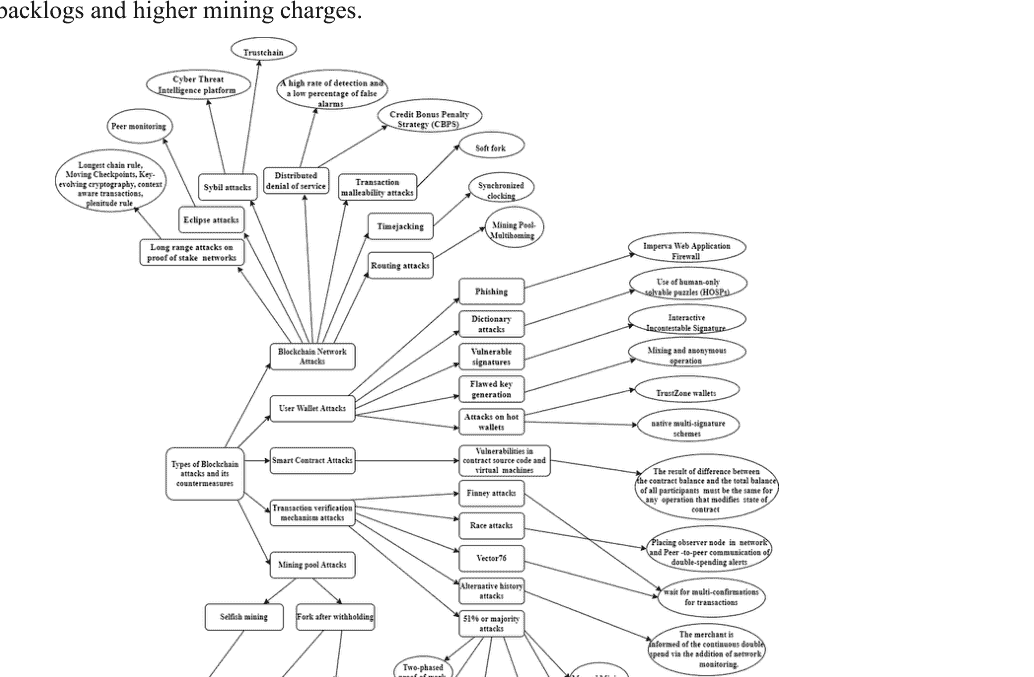 backlogs and higher mining charges.
Trustchain
Cyber Threat
Intelligence platform
A high rate of detection and
a low percentage of false
alarms
Credit Bonus Penalty
Strategy (CBPS)
Peer monitoring
Soft fork
Longest chain rule,
Moving Checkpoints, Key-
evolving cryptography, context
aware transactions,
plenitude rule
Sybil attacks
Distributed
denial of service
Transaction
malleability attacks
Synchronized
clocking
Eclipse attacks
Timejacking
Mining Pool-
Multihoming
Long range attacks on
proof of stake networks
Routing attacks
Imperva Web Application
Firewall
Phishing
Use of human-only
solvable puzzles (HOSPs)
Dictionary
attacks
Interactive
Incontestable Signature
Blockchain Network
Attacks
Vulnerable
signatures
Mixing and anonymous
operation
Flawed key
generation
TrustZone wallets
User Wallet Attacks
Attacks on hot
wallets
native multi-signature
schemes
Types of Blockchain
attacks and its
countermeasures
Smart Contract Attacks
Vulnerabilities in
contract source code and
virtual machines
The result of difference between
the contract balance and the total balance
of all participants must be the same for
any operation that modifies state of
contract
Finney attacks
Transaction verification
mechanism attacks
Race attacks
Placing observer node in network
and Peer -to-peer communication of
double-spending alerts
Vector76
Mining pool Attacks
Alternative history
attacks
wait for multi-confirmations
for transactions
Selfish mining
Fork after withholding
51% or majority
attacks
The merchant is
informed of the continuous double
spend via the addition of network
monitoring.
Two-phased